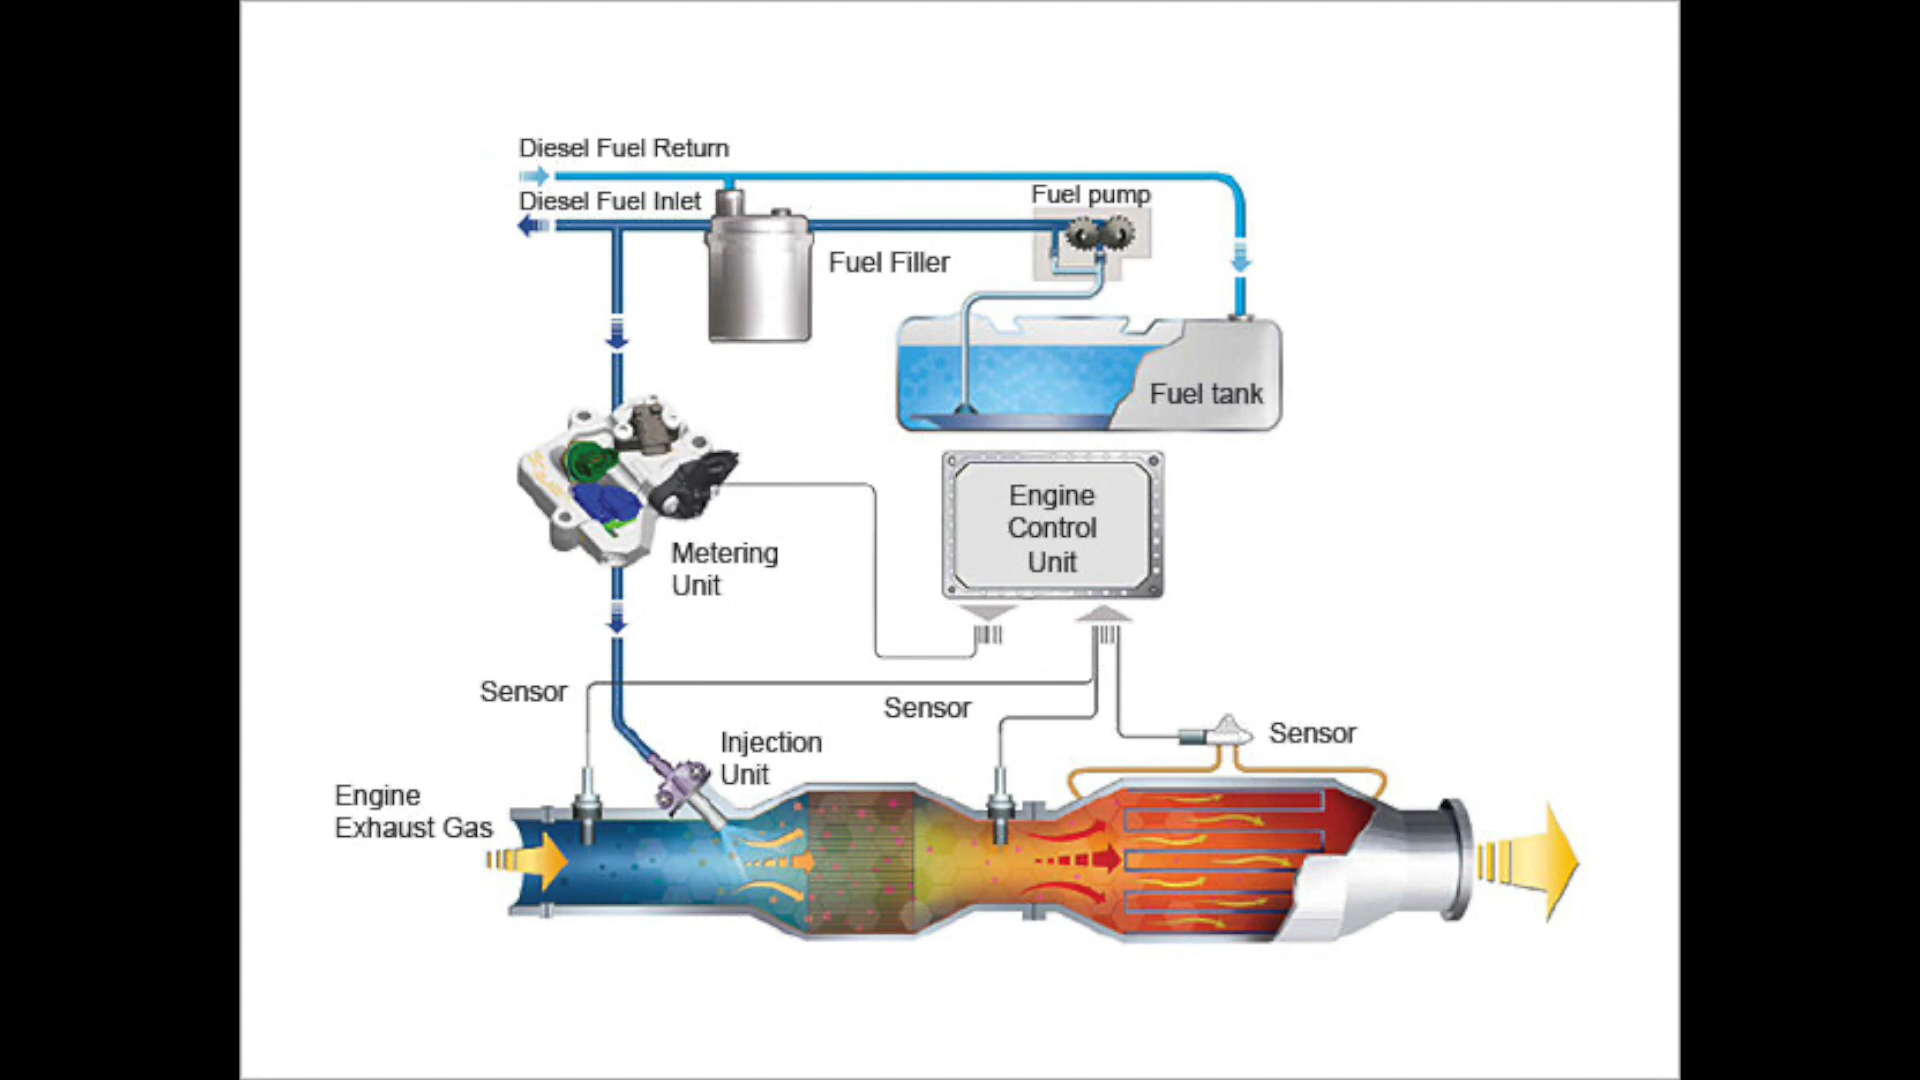 Diesel Fuel Return
Diesel Fuel Inlet
Fuel pump
Fuel Filler
Fuel tank
Engine
Control
Unit
Metering
Unit
Sensor
Sensor
Sensor
Injection
Unit
Engine
Exhaust Gas